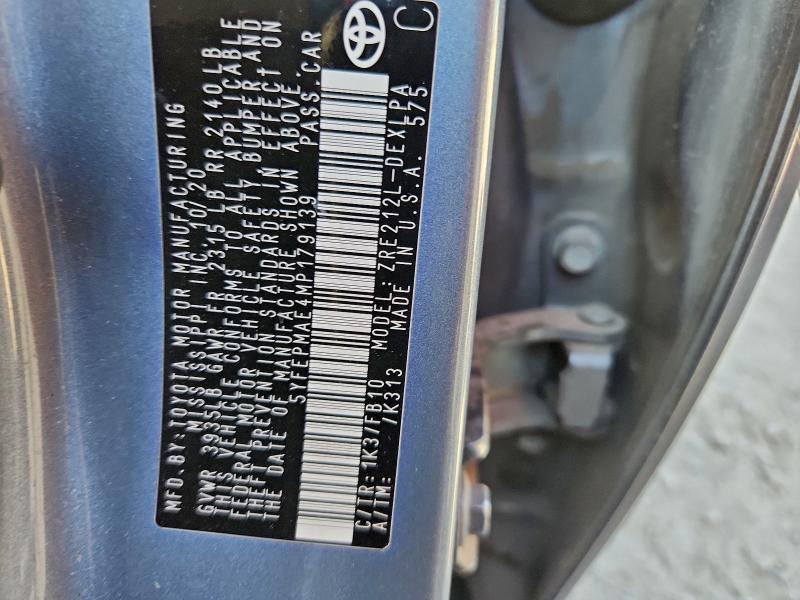 MFD. BY: TOYOTA MOTOR MANUFACTURING
MISSISSIPPI, INC. 10/20
GVWR 3935LB GAWR FR 2315 LB RR 2140LB
THIS VEHICLE CONFORMS TO ALL APPLICABLE
FEDERAL MOTOR VEHICLE SAFETY, BUMPER AND
THEFT PREVENTION STANDARDS IN EFFECT ON
THE DATE OF MANUFACTURE SHOWN ABOVE.
5YFEPMAE4MP179139 PASS.CAR
C/TR: 1K3/FB10 MODEL: ZRE212L-DEXLPA
A/TM: /K313 MADE IN U.S.A. 575 C